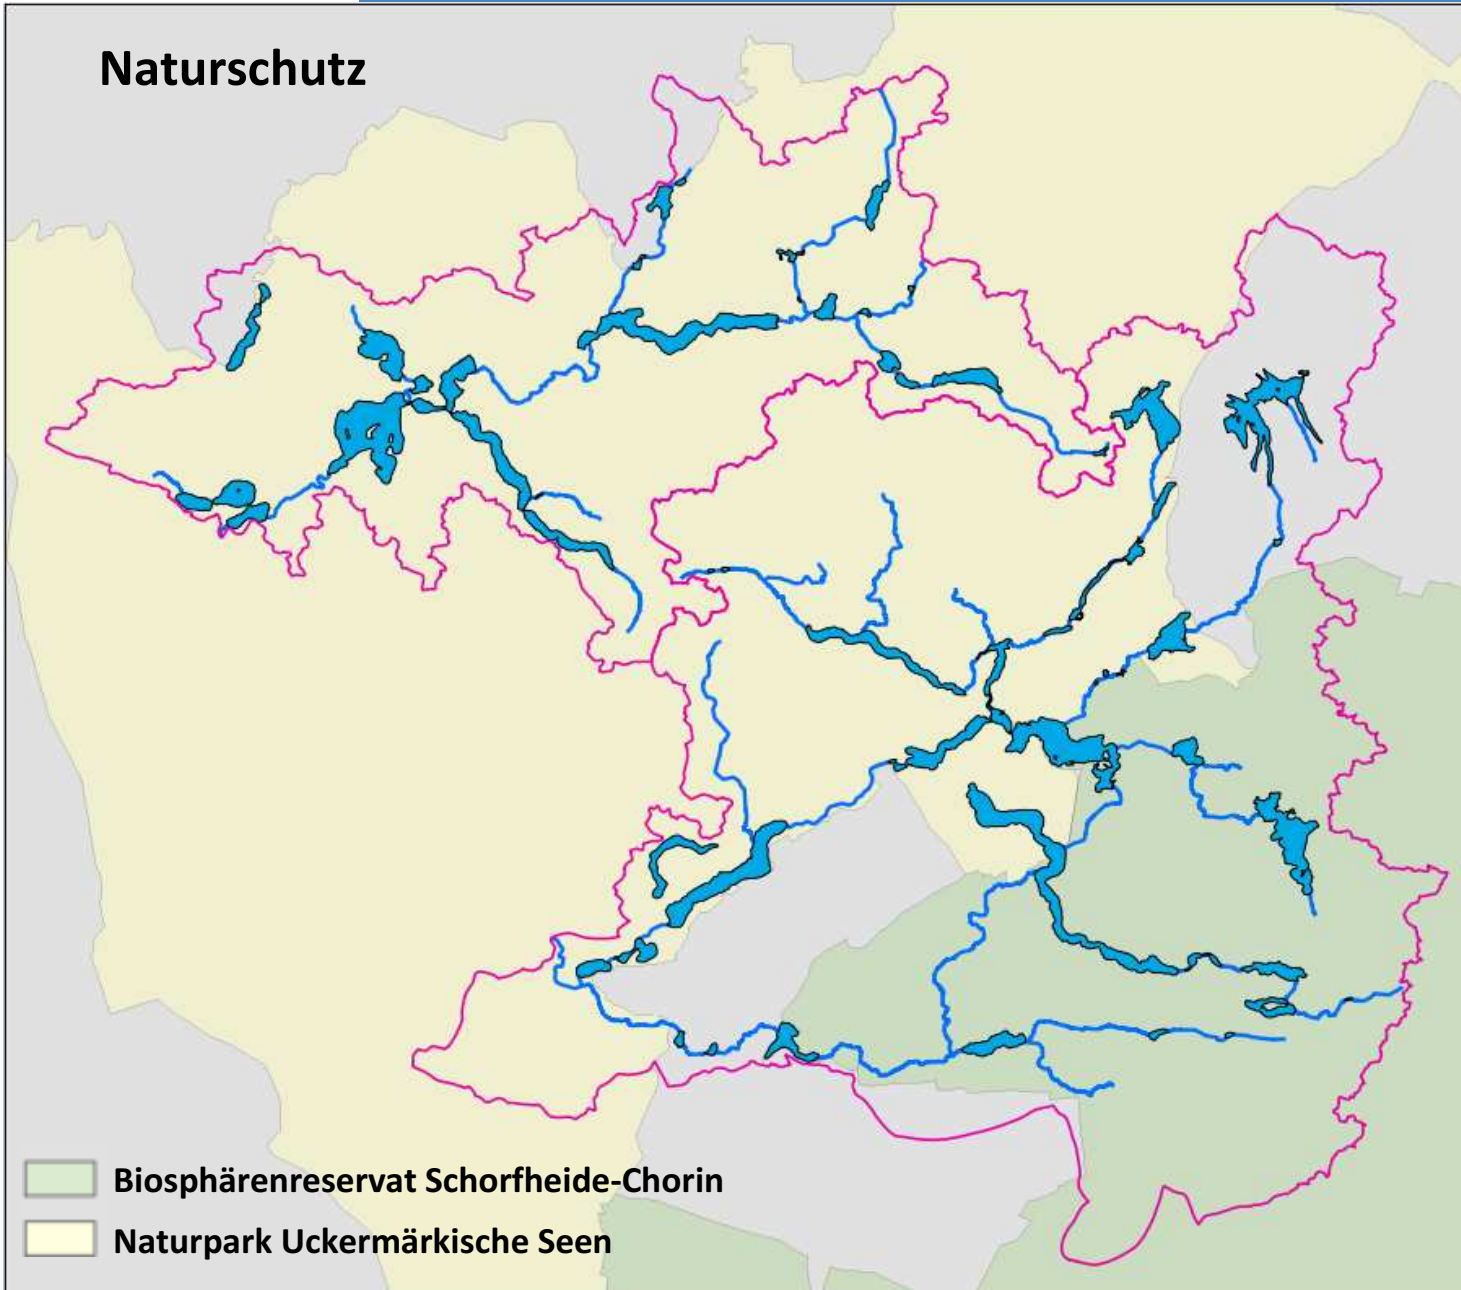 Naturschutz
Biosphärenreservat Schorfheide-Chorin
Naturpark Uckermärkische Seen